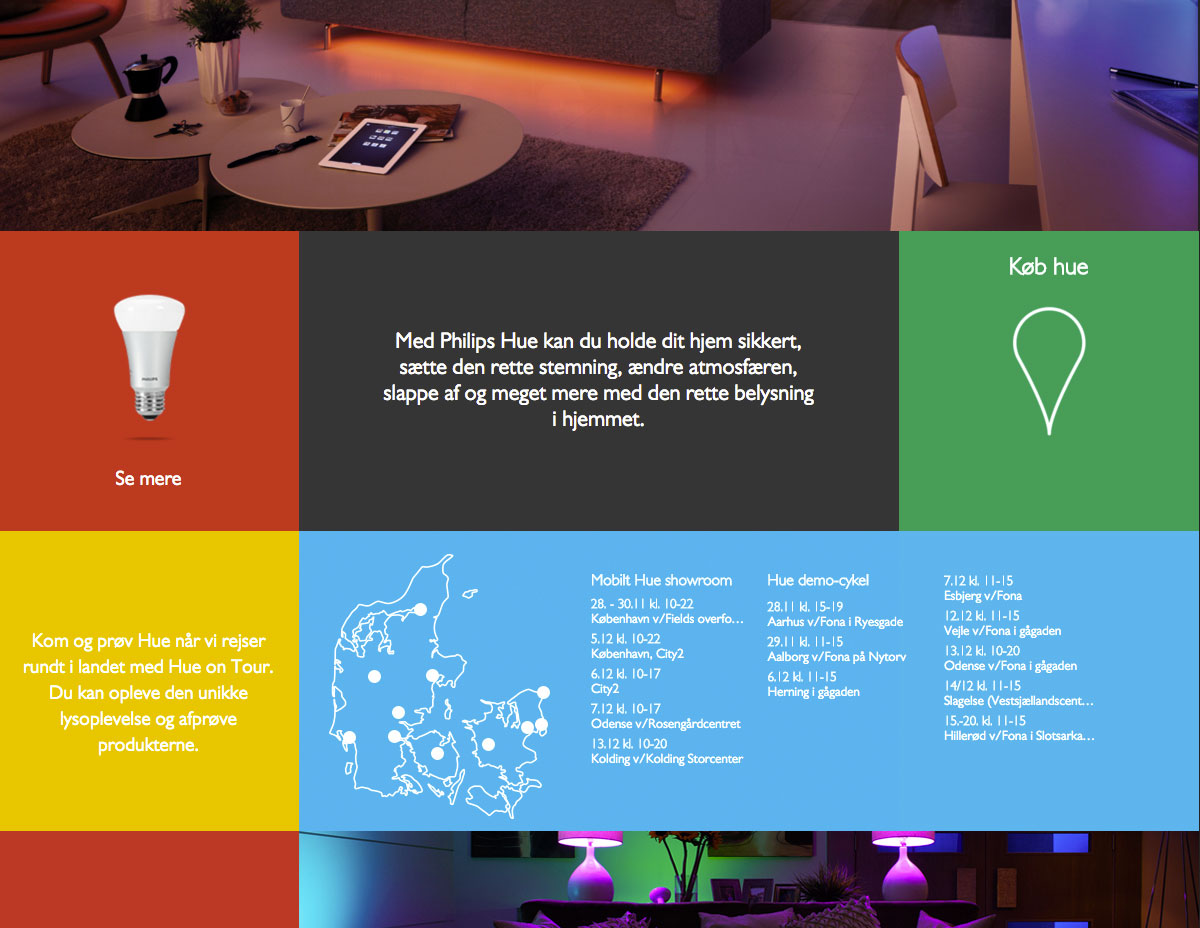 Køb hue
PHILIPS
Med Philips Hue kan du holde dit hjem sikkert,
sætte den rette stemning, ændre atmosfæren,
slappe af og meget mere med den rette belysning
i hjemmet.
Se mere
Kom og prøv Hue når vi rejser
rundt i landet med Hue on Tour.
Du kan opleve den unikke
lysoplevelse og afprøve
produkterne.
Mobilt Hue showroom
28. - 30.11 kl. 10-22
København v/Fields overfo...
5.12 kl. 10-22
København, City2
6.12 kl. 10-17
City2
7.12 kl. 10-17
Odense v/Rosengårdcentret
13.12 kl. 10-20
Kolding v/Kolding Storcenter
Hue demo-cykel
28.11 kl. 15-19
Aarhus v/Fona i Ryesgade
29.11 kl. 11-15
Aalborg v/Fona på Nytorv
6.12 kl. 11-15
Herning i gågaden
7.12 kl. 11-15
Esbjerg v/Fona
12.12 kl. 11-15
Vejle v/Fona i gågaden
13.12 kl. 10-20
Odense v/Fona i gågaden
14/12 kl. 11-15
Slagelse (Vestsjællandscent...
15.-20. kl. 11-15
Hillerød v/Fona i Slotsarka...